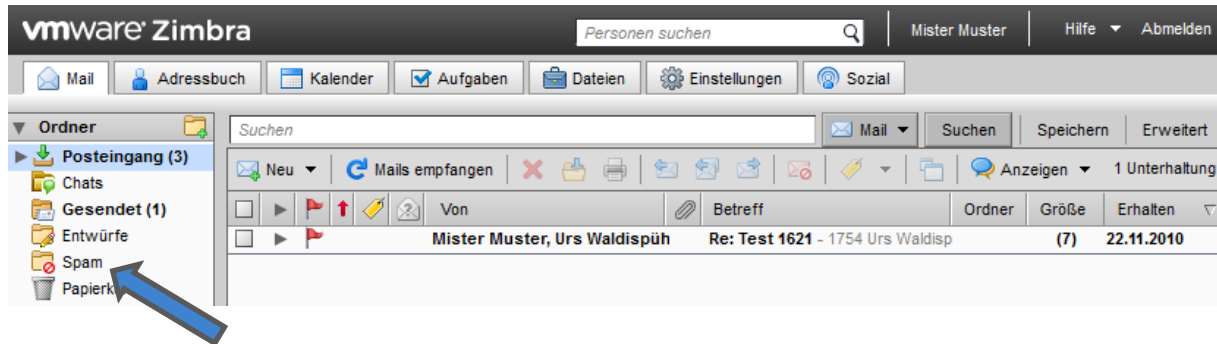 vmware Zimbra Personen suchen Mister Muster Hilfe Abmelden
Mail Adressbuch Kalender Aufgaben Dateien Einstellungen Sozial
Ordner Suchen Mail Suchen Speichern Erweitert
Posteingang (3) Neu Mails empfangen Anzeigen 1 Unterhaltung
Chats
Gesendet (1) Von Betreff Ordner Größe Erhalten
Entwürfe Mister Muster, Urs Waldispüh Re: Test 1621 - 1754 Urs Waldisp (7) 22.11.2010
Spam